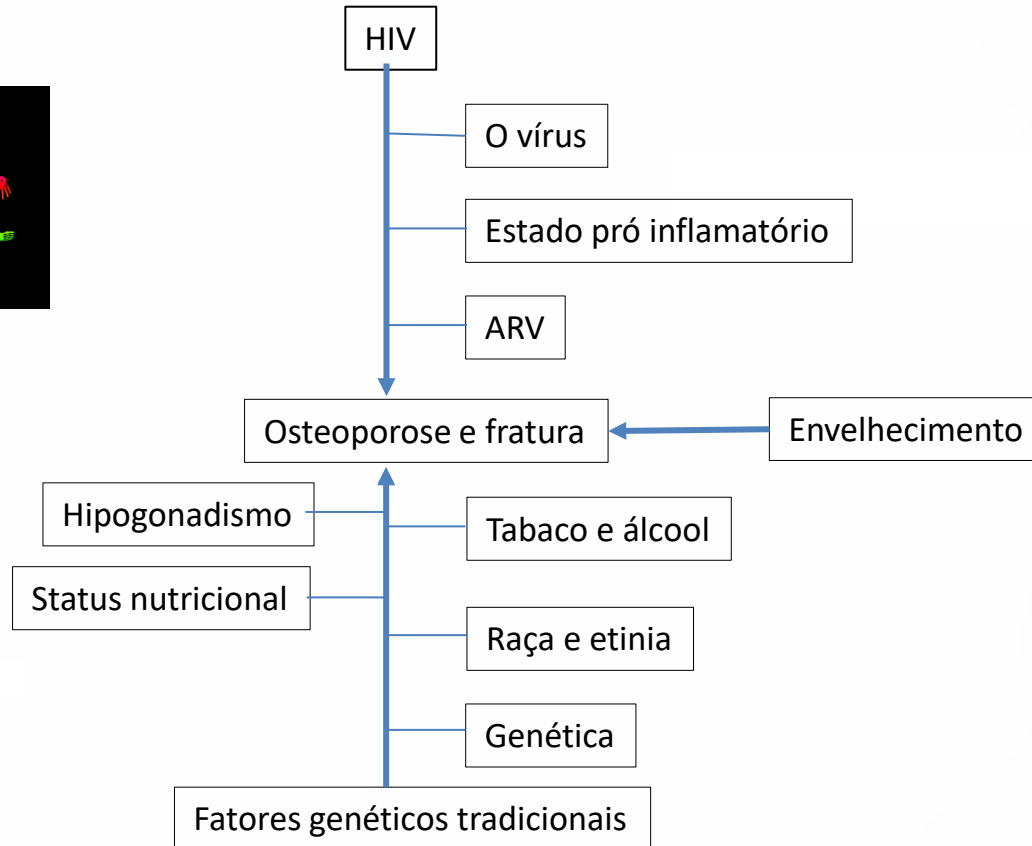 HIV
O vírus
Estado pró inflamatório
ARV
Osteoporose e fratura
Envelhecimento
Hipogonadismo
Tabaco e álcool
Status nutricional
Raça e etinia
Genética
Fatores genéticos tradicionais